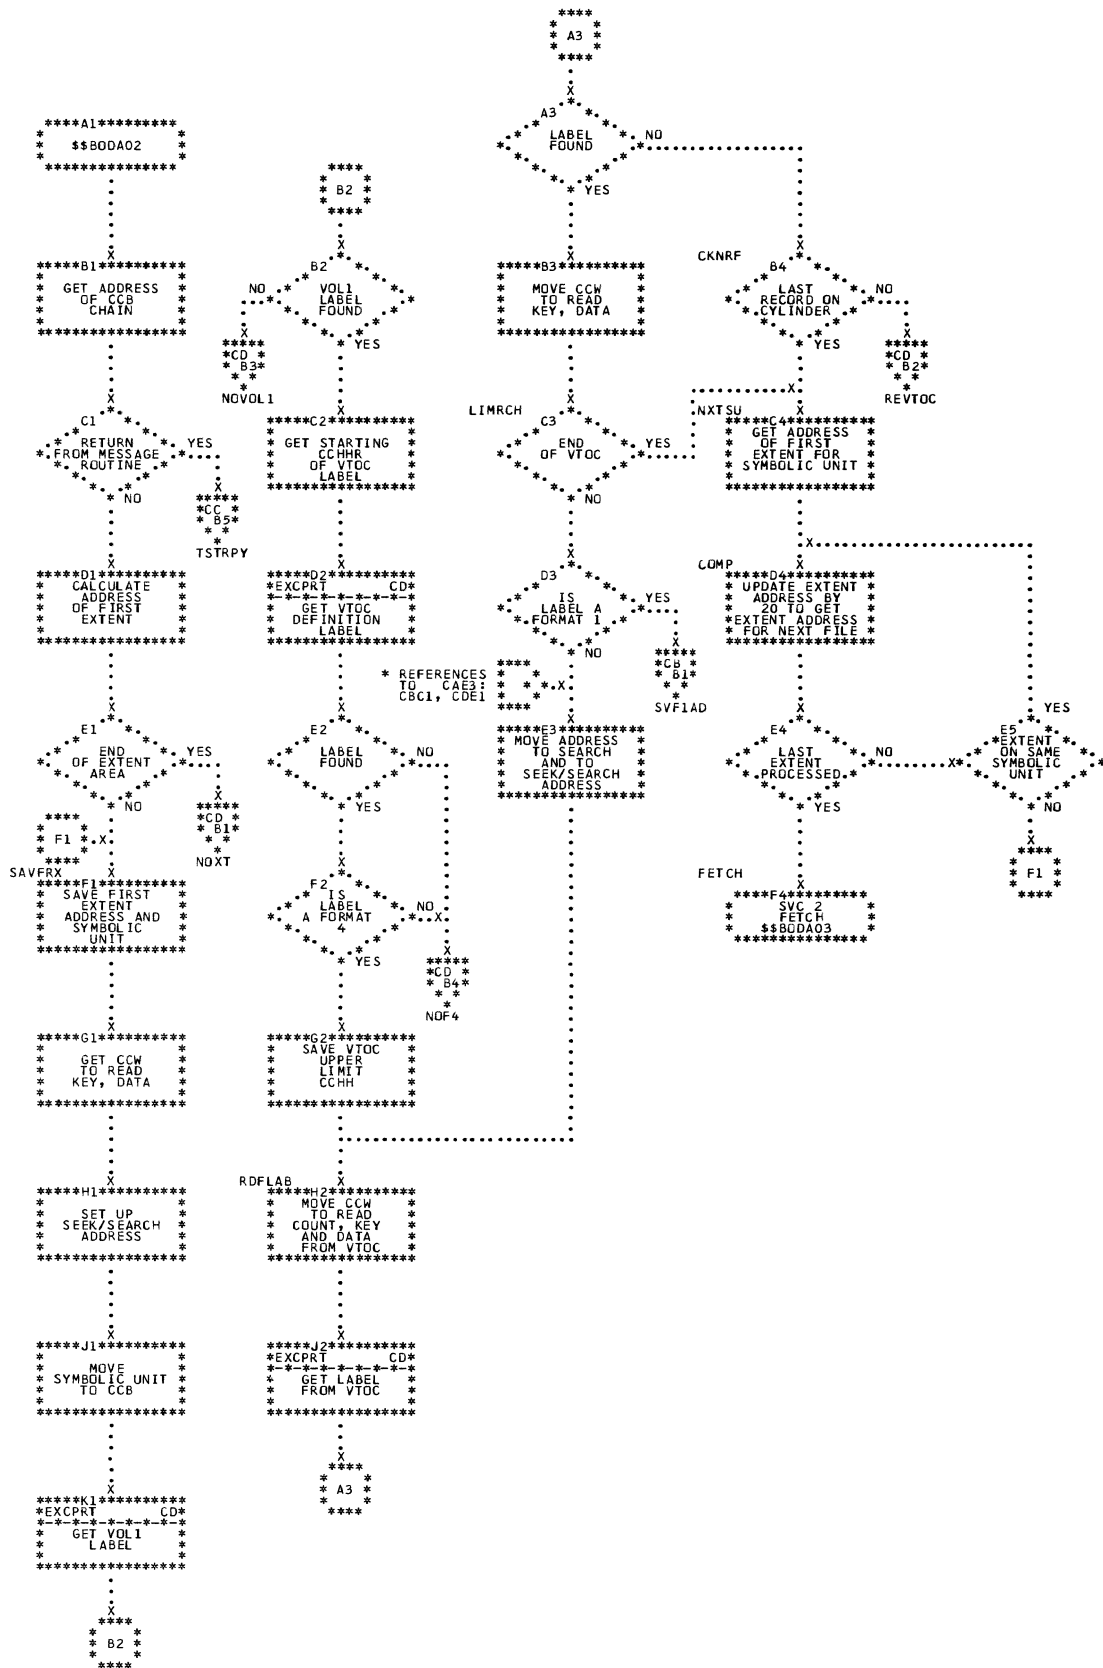 A1
$$BODA02
B1
GET ADDRESS
OF CCB
CHAIN
C1
RETURN
FROM MESSAGE
ROUTINE
YES
NO
CC
B5
TSTRPY
D1
CALCULATE
ADDRESS
OF FIRST
EXTENT
E1
END
OF EXTENT
AREA
YES
NO
CD
B1
NOXT
F1
SAVFRX
F1
SAVE FIRST
EXTENT
ADDRESS AND
SYMBOLIC
UNIT
G1
GET CCW
TO READ
KEY, DATA
H1
SET UP
SEEK/SEARCH
ADDRESS
J1
MOVE
SYMBOLIC UNIT
TO CCB
K1
EXCPRT CD
GET VOL1
LABEL
B2
B2
B2
VOL1
LABEL
FOUND
NO
YES
CD
B3
NOVOL1
C2
GET STARTING
CCHHR
OF VTOC
LABEL
D2
EXCPRT CD
GET VTOC
DEFINITION
LABEL
E2
LABEL
FOUND
NO
YES
F2
IS
LABEL
A FORMAT
4
NO
YES
CD
B4
NOF4
G2
SAVE VTOC
UPPER
LIMIT
CCHH
RDFLAB
H2
MOVE CCW
TO READ
COUNT, KEY
AND DATA
FROM VTOC
J2
EXCPRT CD
GET LABEL
FROM VTOC
A3
A3
A3
LABEL
FOUND
NO
YES
B3
MOVE CCW
TO READ
KEY, DATA
LIMRCH
C3
END
OF VTOC
YES
NO
D3
IS
LABEL A
FORMAT 1
YES
NO
CB
B1
SVF1AD
* REFERENCES
TO CAE3:
CBC1, CDE1
E3
MOVE ADDRESS
TO SEARCH
AND TO
SEEK/SEARCH
ADDRESS
CKNRF
B4
LAST
RECORD ON
CYLINDER
NO
YES
CD
B2
REVTOC
NXTSU
C4
GET ADDRESS
OF FIRST
EXTENT FOR
SYMBOLIC UNIT
COMP
D4
UPDATE EXTENT
ADDRESS BY
20 TO GET
EXTENT ADDRESS
FOR NEXT FILE
E4
LAST
EXTENT
PROCESSED
NO
YES
E5
EXTENT
ON SAME
SYMBOLIC
UNIT
YES
NO
F1
FETCH
F4
SVC 2
FETCH
$$BODA03